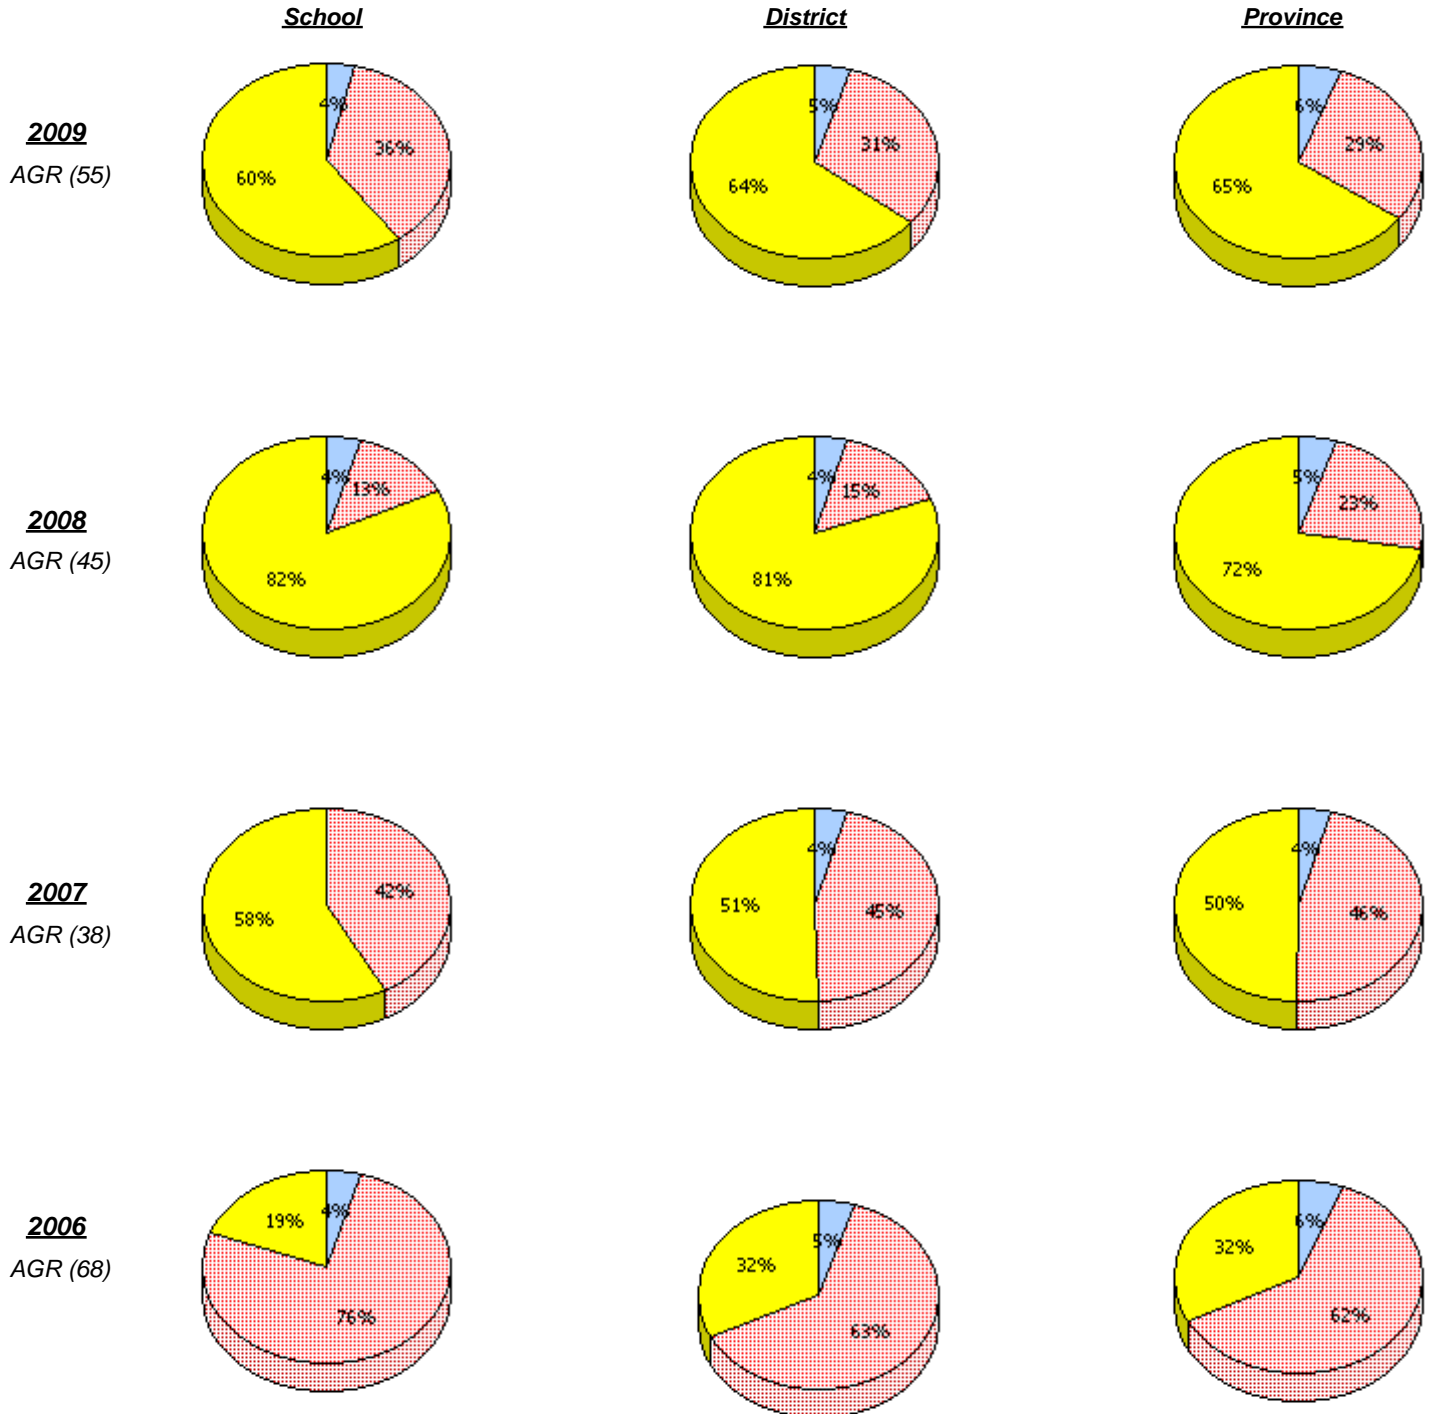 School District Province
2009
AGR (55)
4% 36% 60%
5% 31% 64%
6% 29% 65%
2008
AGR (45)
4% 13% 82%
4% 15% 81%
5% 23% 72%
2007
AGR (38)
42% 58%
4% 45% 51%
4% 46% 50%
2006
AGR (68)
4% 76% 19%
5% 63% 32%
6% 62% 32%